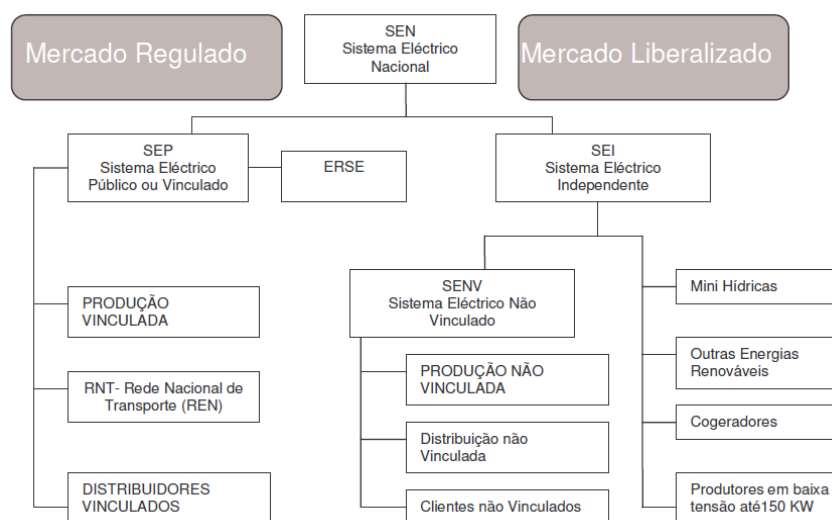 Mercado Regulado
SEN
Sistema Eléctrico
Nacional
Mercado Liberalizado
SEP
Sistema Eléctrico
Público ou Vinculado
ERSE
SEI
Sistema Eléctrico
Independente
PRODUÇÃO
VINCULADA
RNT- Rede Nacional de
Transporte (REN)
DISTRIBUIDORES
VINCULADOS
SENV
Sistema Eléctrico Não
Vinculado
PRODUÇÃO NÃO
VINCULADA
Distribuição não
Vinculada
Clientes não Vinculados
Mini Hídricas
Outras Energias
Renováveis
Cogeradores
Produtores em baixa
tensão até150 KW